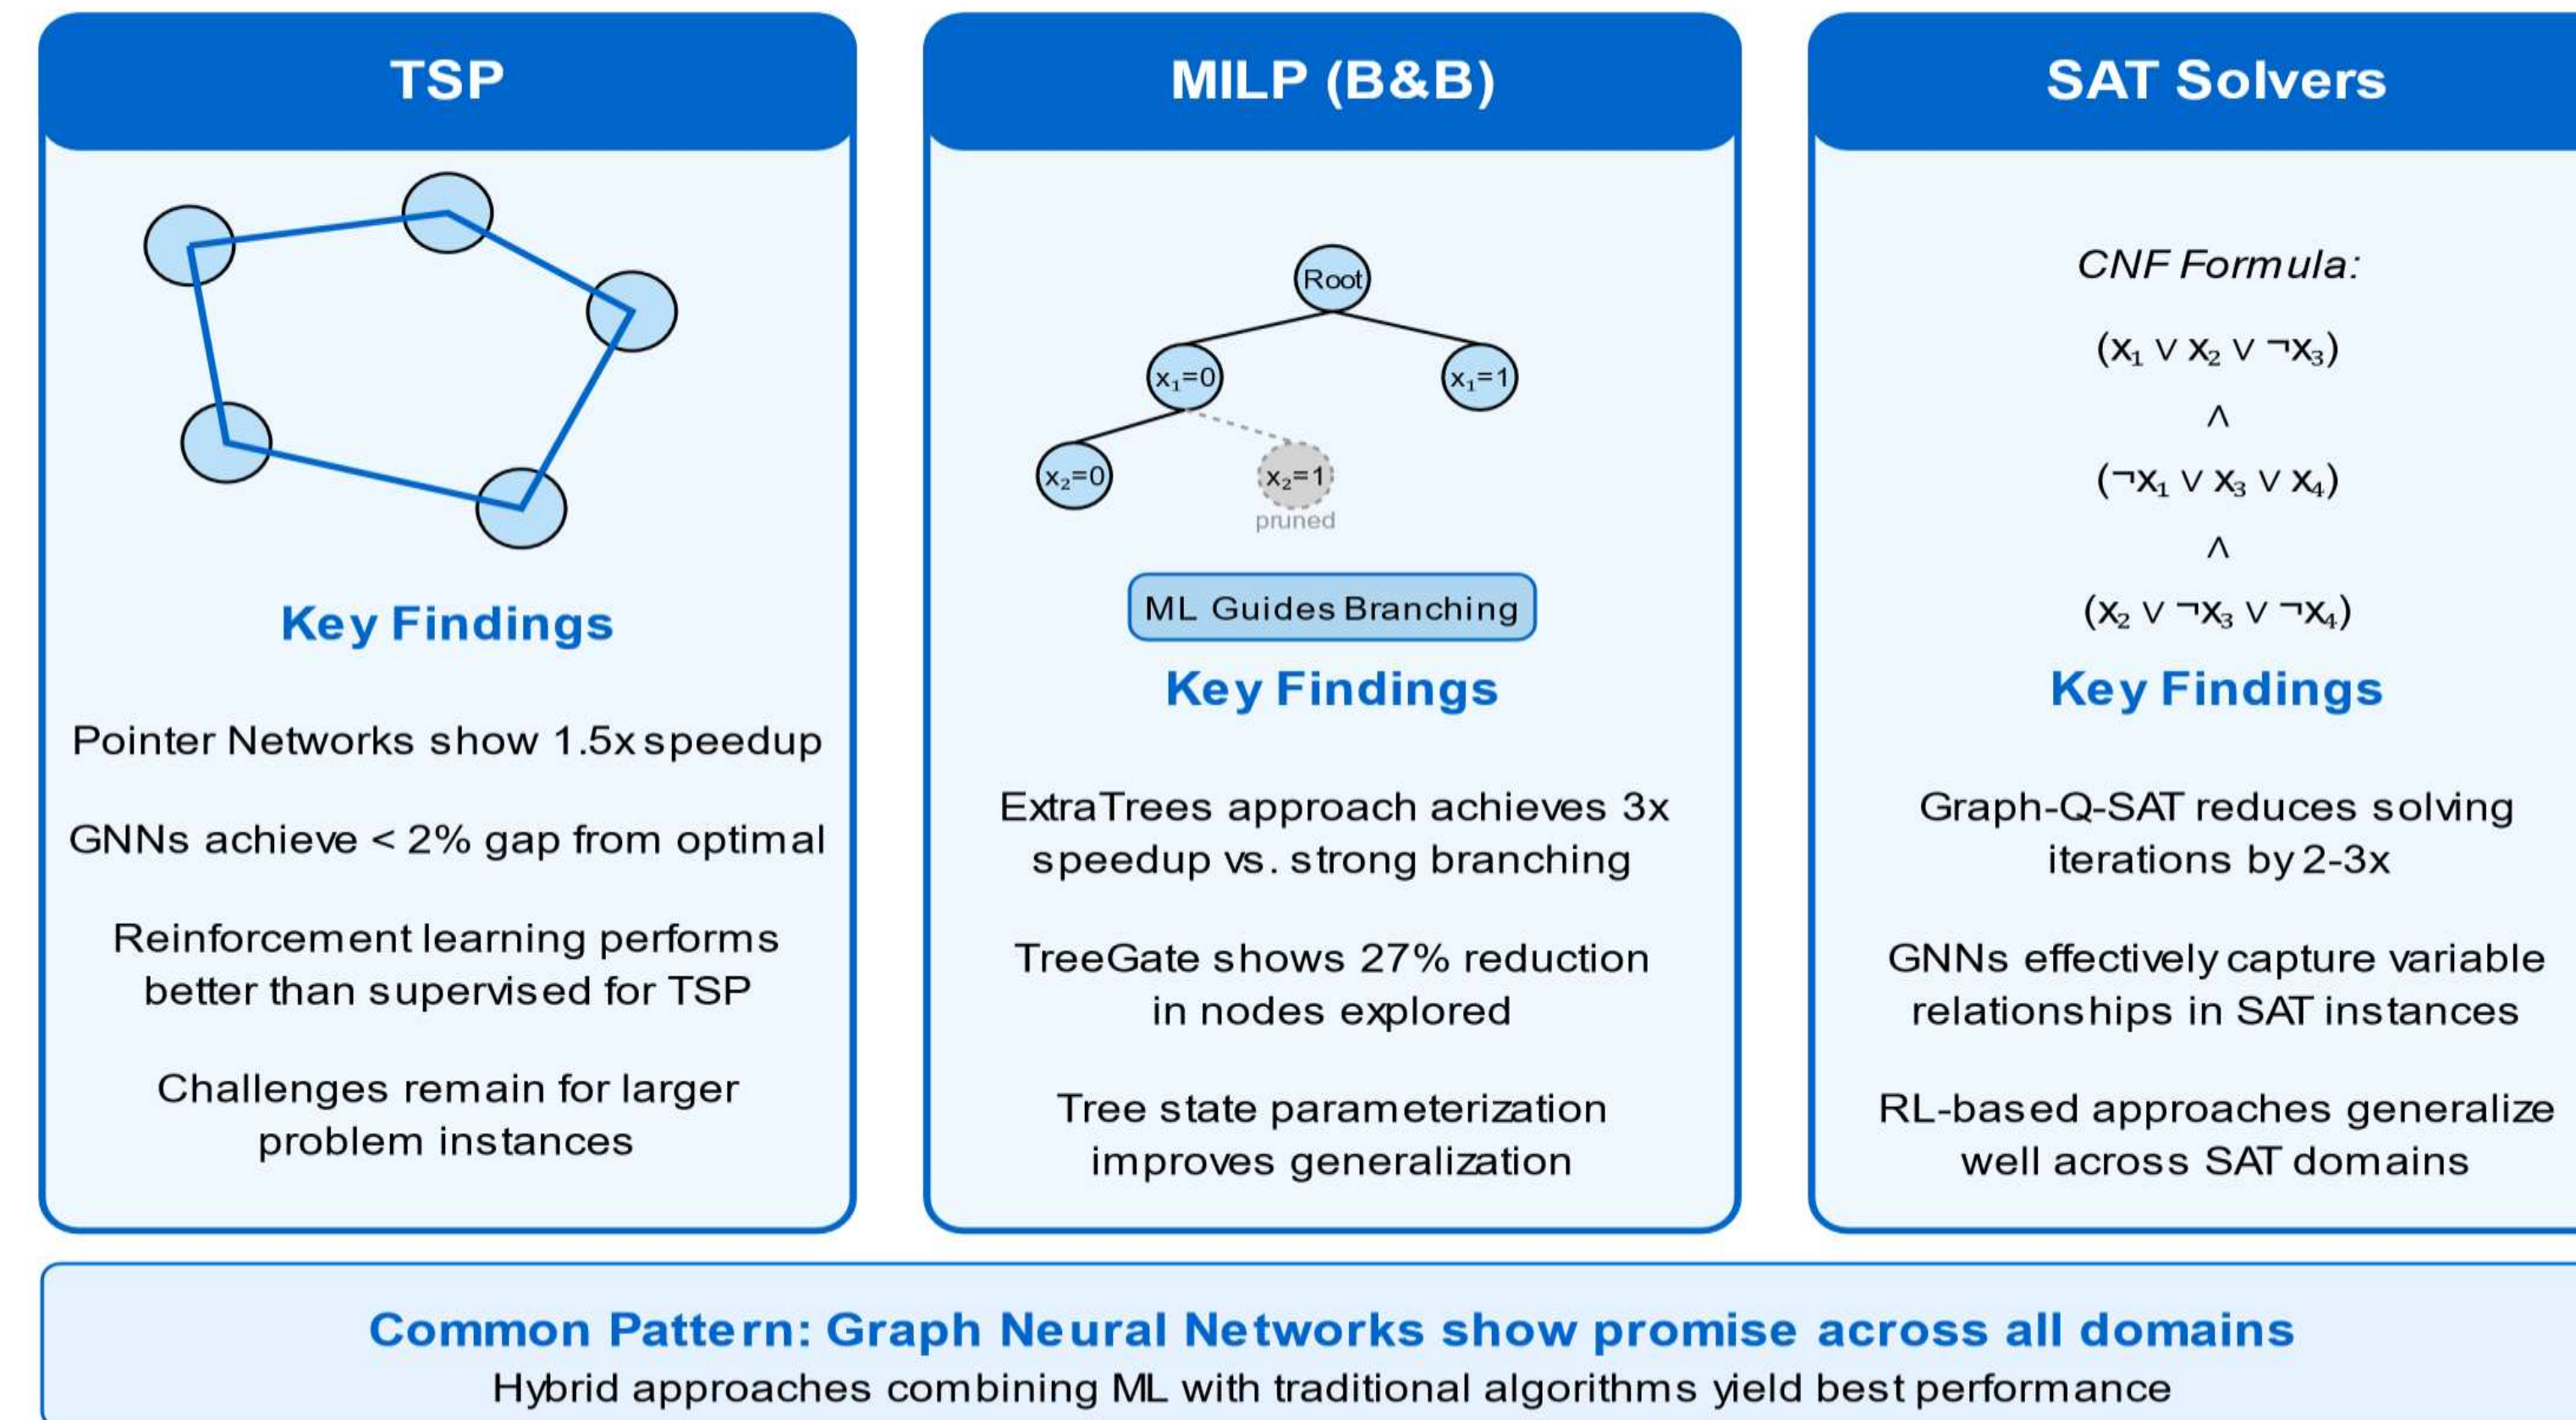 TSP
Key Findings
Pointer Networks show 1.5x speedup
GNNs achieve < 2% gap from optimal
Reinforcement learning performs
better than supervised for TSP
Challenges remain for larger
problem instances
MILP (B&B)
Root
x₁=0
x₁=1
x₂=0
x₂=1
pruned
ML Guides Branching
Key Findings
ExtraTrees approach achieves 3x
speedup vs. strong branching
TreeGate shows 27% reduction
in nodes explored
Tree state parameterization
improves generalization
SAT Solvers
CNF Formula:
(x₁ ∨ x₂ ∨ ¬x₃)
∧
(¬x₁ ∨ x₃ ∨ x₄)
∧
(x₂ ∨ ¬x₃ ∨ ¬x₄)
Key Findings
Graph-Q-SAT reduces solving
iterations by 2-3x
GNNs effectively capture variable
relationships in SAT instances
RL-based approaches generalize
well across SAT domains
Common Pattern: Graph Neural Networks show promise across all domains
Hybrid approaches combining ML with traditional algorithms yield best performance